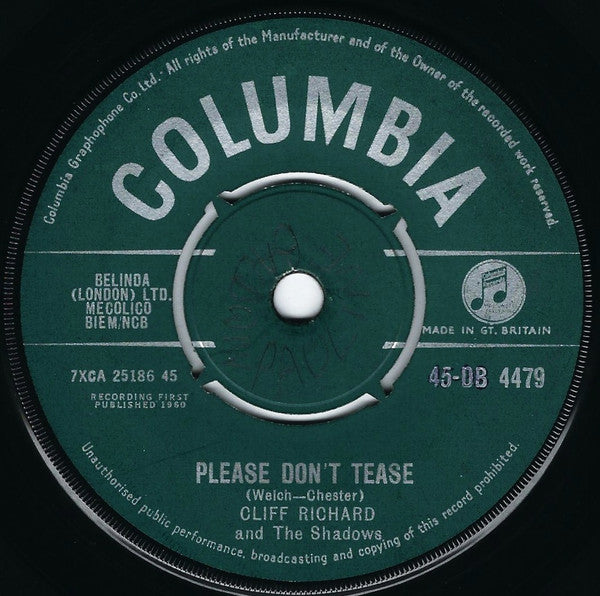 Columbia Graphophone Co. Ltd.· All rights of the Manufacturer and of the Owner of the recorded work reserved.
COLUMBIA
BELINDA
(LONDON) LTD.
MECOLICO
BIEM/NCB
MADE IN GT. BRITAIN
7XCA 25186 45
45-DB 4479
RECORDING FIRST
PUBLISHED 1960
PLEASE DON'T TEASE
(Welch--Chester)
CLIFF RICHARD
and The Shadows
Unauthorised public performance, broadcasting and copying of this record prohibited.